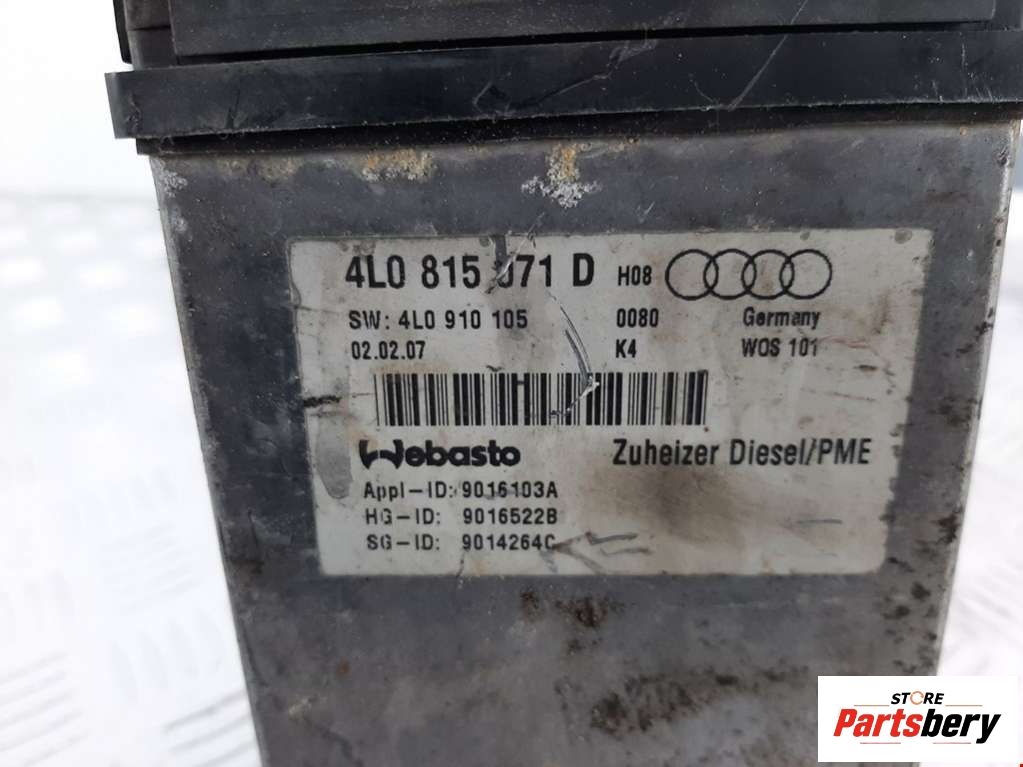 4L0 815 071 D H08
SW: 4L0 910 105 0080 Germany
02.02.07 K4 WOS 101
Webasto Zuheizer Diesel/PME
Appl-ID: 9016103A
HG-ID: 9016522B
SG-ID: 9014264C
STORE
Partsbery